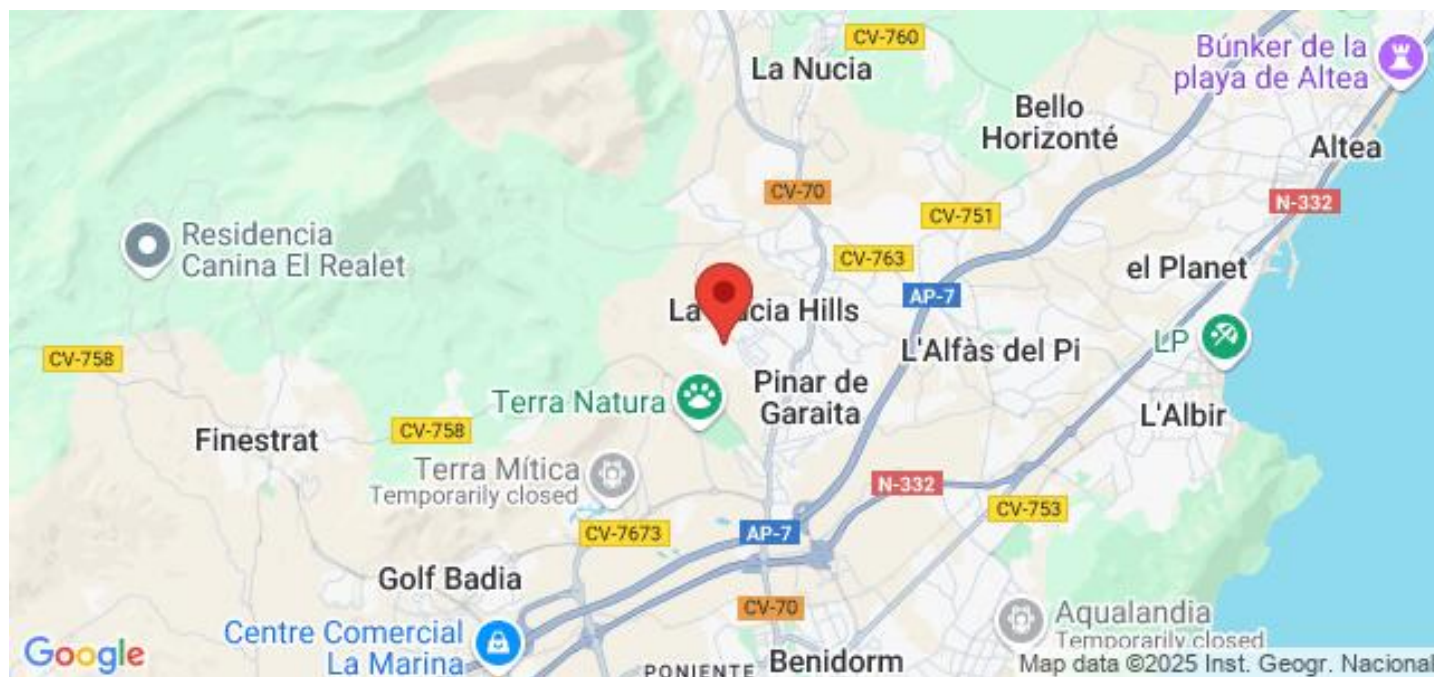 CV-760
La Nucia
Búnker de la
playa de Altea
Bello
Horizonté
Altea
CV-70
N-332
CV-751
Residencia
Canina El Realet
CV-763
el Planet
AP-7
La Nucia Hills
LP
CV-758
L'Alfàs del Pi
Terra Natura
Pinar de
Garaita
L'Albir
Finestrat
CV-758
Terra Mítica
Temporarily closed
N-332
CV-753
CV-7673
AP-7
Golf Badia
CV-70
Aqualandia
Temporarily closed
Centre Comercial
La Marina
Google
PONIENTE
Benidorm
Map data ©2025 Inst. Geogr. Nacional